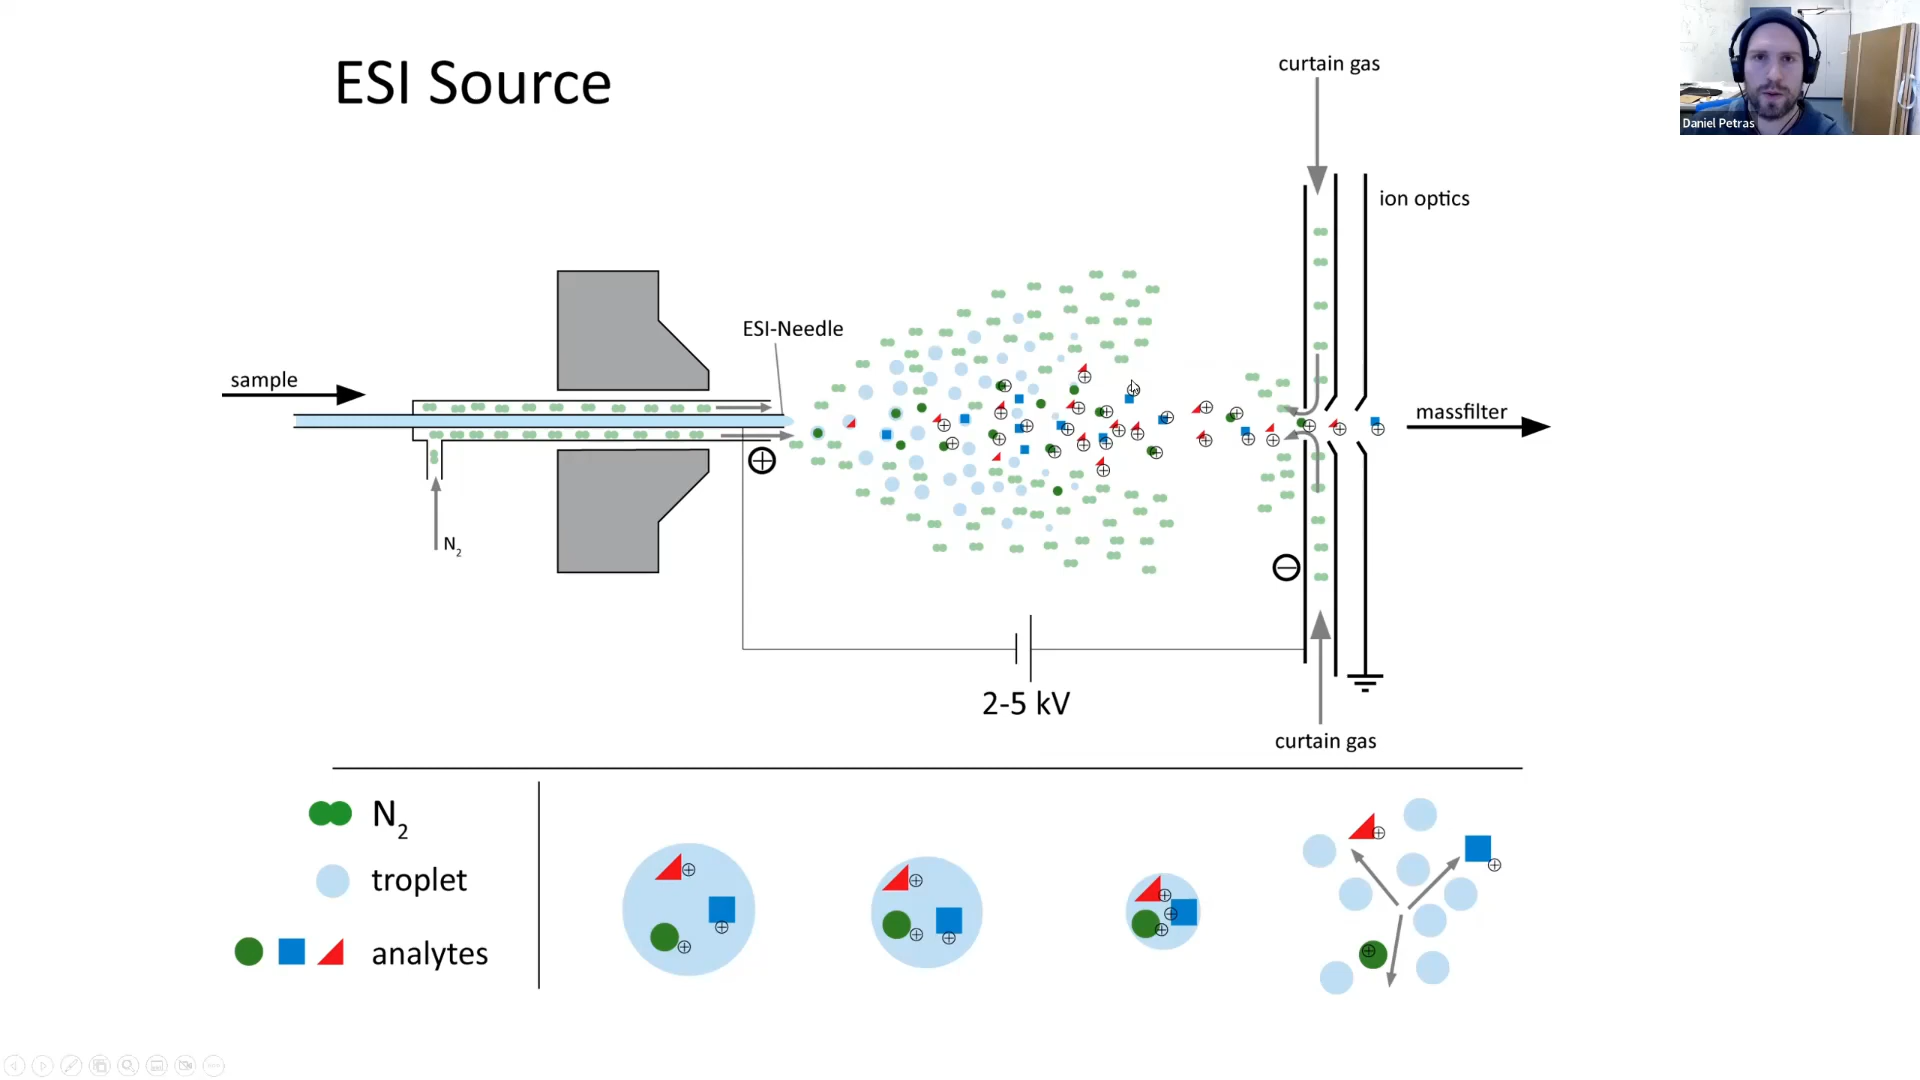 ESI Source
curtain gas
Daniel Petras
ion optics
ESI-Needle
sample
massfilter
N2
2-5 kV
curtain gas
N2
troplet
analytes